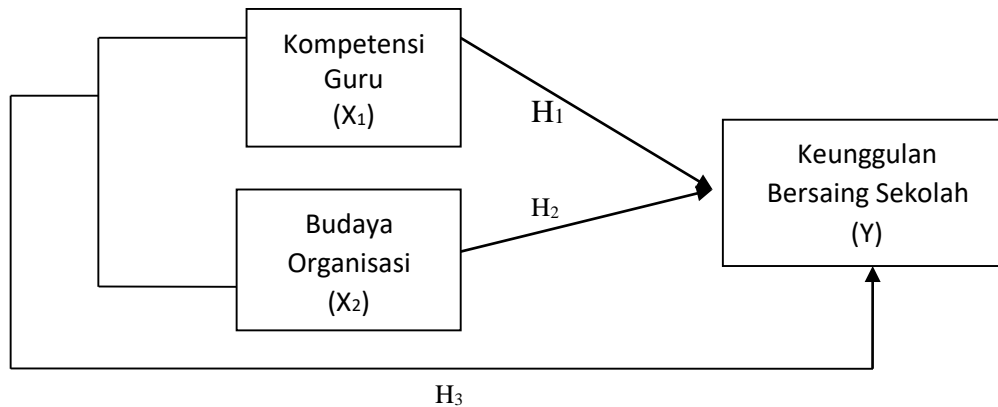 Kompetensi
Guru
(X₁)
H₁
Keunggulan
Bersaing Sekolah
(Y)
Budaya
Organisasi
(X₂)
H₂
H₃